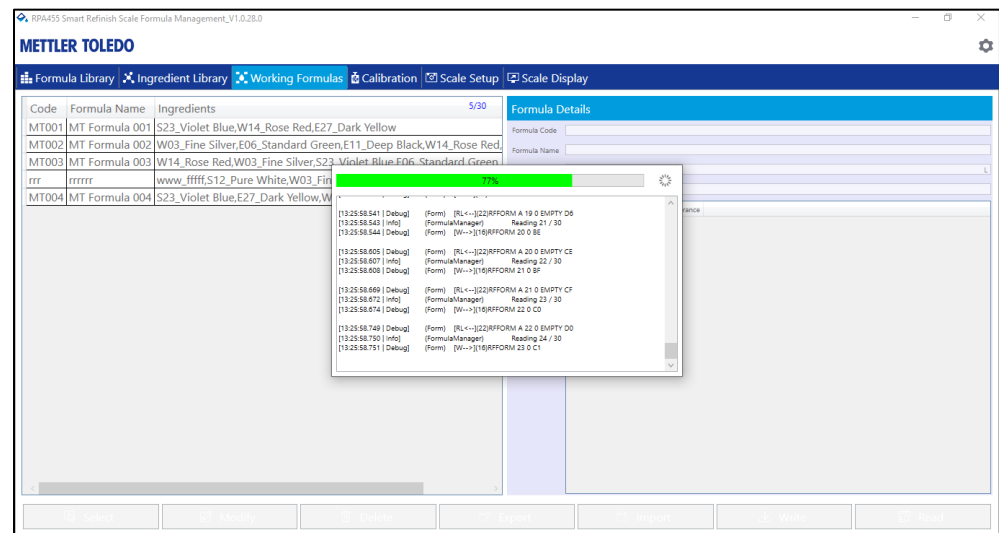 RPA455 Smart Refinish Scale Formula Management_V1.0.28.0
METTLER TOLEDO
Formula Library Ingredient Library Working Formulas Calibration Scale Setup Scale Display
Code Formula Name Ingredients 5/30
MT001 MT Formula 001 S23_Violet Blue,W14_Rose Red,E27_Dark Yellow
MT002 MT Formula 002 W03_Fine Silver,E06_Standard Green,E11_Deep Black,W14_Rose Red,
MT003 MT Formula 003 W14_Rose Red,W03_Fine Silver,S23_Violet Blue,E06_Standard Green
rrr rrrrrr www_fffff,S12_Pure White,W03_Fin
MT004 MT Formula 004 S23_Violet Blue,E27_Dark Yellow,W
Formula Details
Formula Code
Formula Name
L
rance
77%
[13:25:58.541 | Debug] (Form) [RL<--](22)RFFORM A 19 0 EMPTY D6
[13:25:58.543 | Info] (FormulaManager) Reading 21 / 30
[13:25:58.544 | Debug] (Form) [W-->](16)RFFORM 20 0 BE
[13:25:58.605 | Debug] (Form) [RL<--](22)RFFORM A 20 0 EMPTY CE
[13:25:58.607 | Info] (FormulaManager) Reading 22 / 30
[13:25:58.608 | Debug] (Form) [W-->](16)RFFORM 21 0 BF
[13:25:58.669 | Debug] (Form) [RL<--](22)RFFORM A 21 0 EMPTY CF
[13:25:58.672 | Info] (FormulaManager) Reading 23 / 30
[13:25:58.674 | Debug] (Form) [W-->](16)RFFORM 22 0 C0
[13:25:58.749 | Debug] (Form) [RL<--](22)RFFORM A 22 0 EMPTY D0
[13:25:58.750 | Info] (FormulaManager) Reading 24 / 30
[13:25:58.751 | Debug] (Form) [W-->](16)RFFORM 23 0 C1
Select Modify Delete Export Import Write Read